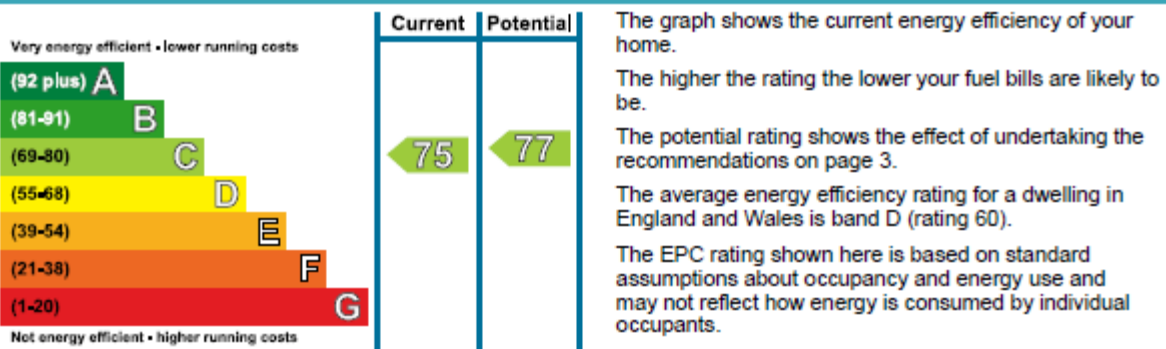 Current Potential
Very energy efficient • lower running costs
(92 plus) A
(81-91) B
(69-80) C
(55-68) D
(39-54) E
(21-38) F
(1-20) G
Not energy efficient • higher running costs
75
77
The graph shows the current energy efficiency of your
home.
The higher the rating the lower your fuel bills are likely to
be.
The potential rating shows the effect of undertaking the
recommendations on page 3.
The average energy efficiency rating for a dwelling in
England and Wales is band D (rating 60).
The EPC rating shown here is based on standard
assumptions about occupancy and energy use and
may not reflect how energy is consumed by individual
occupants.